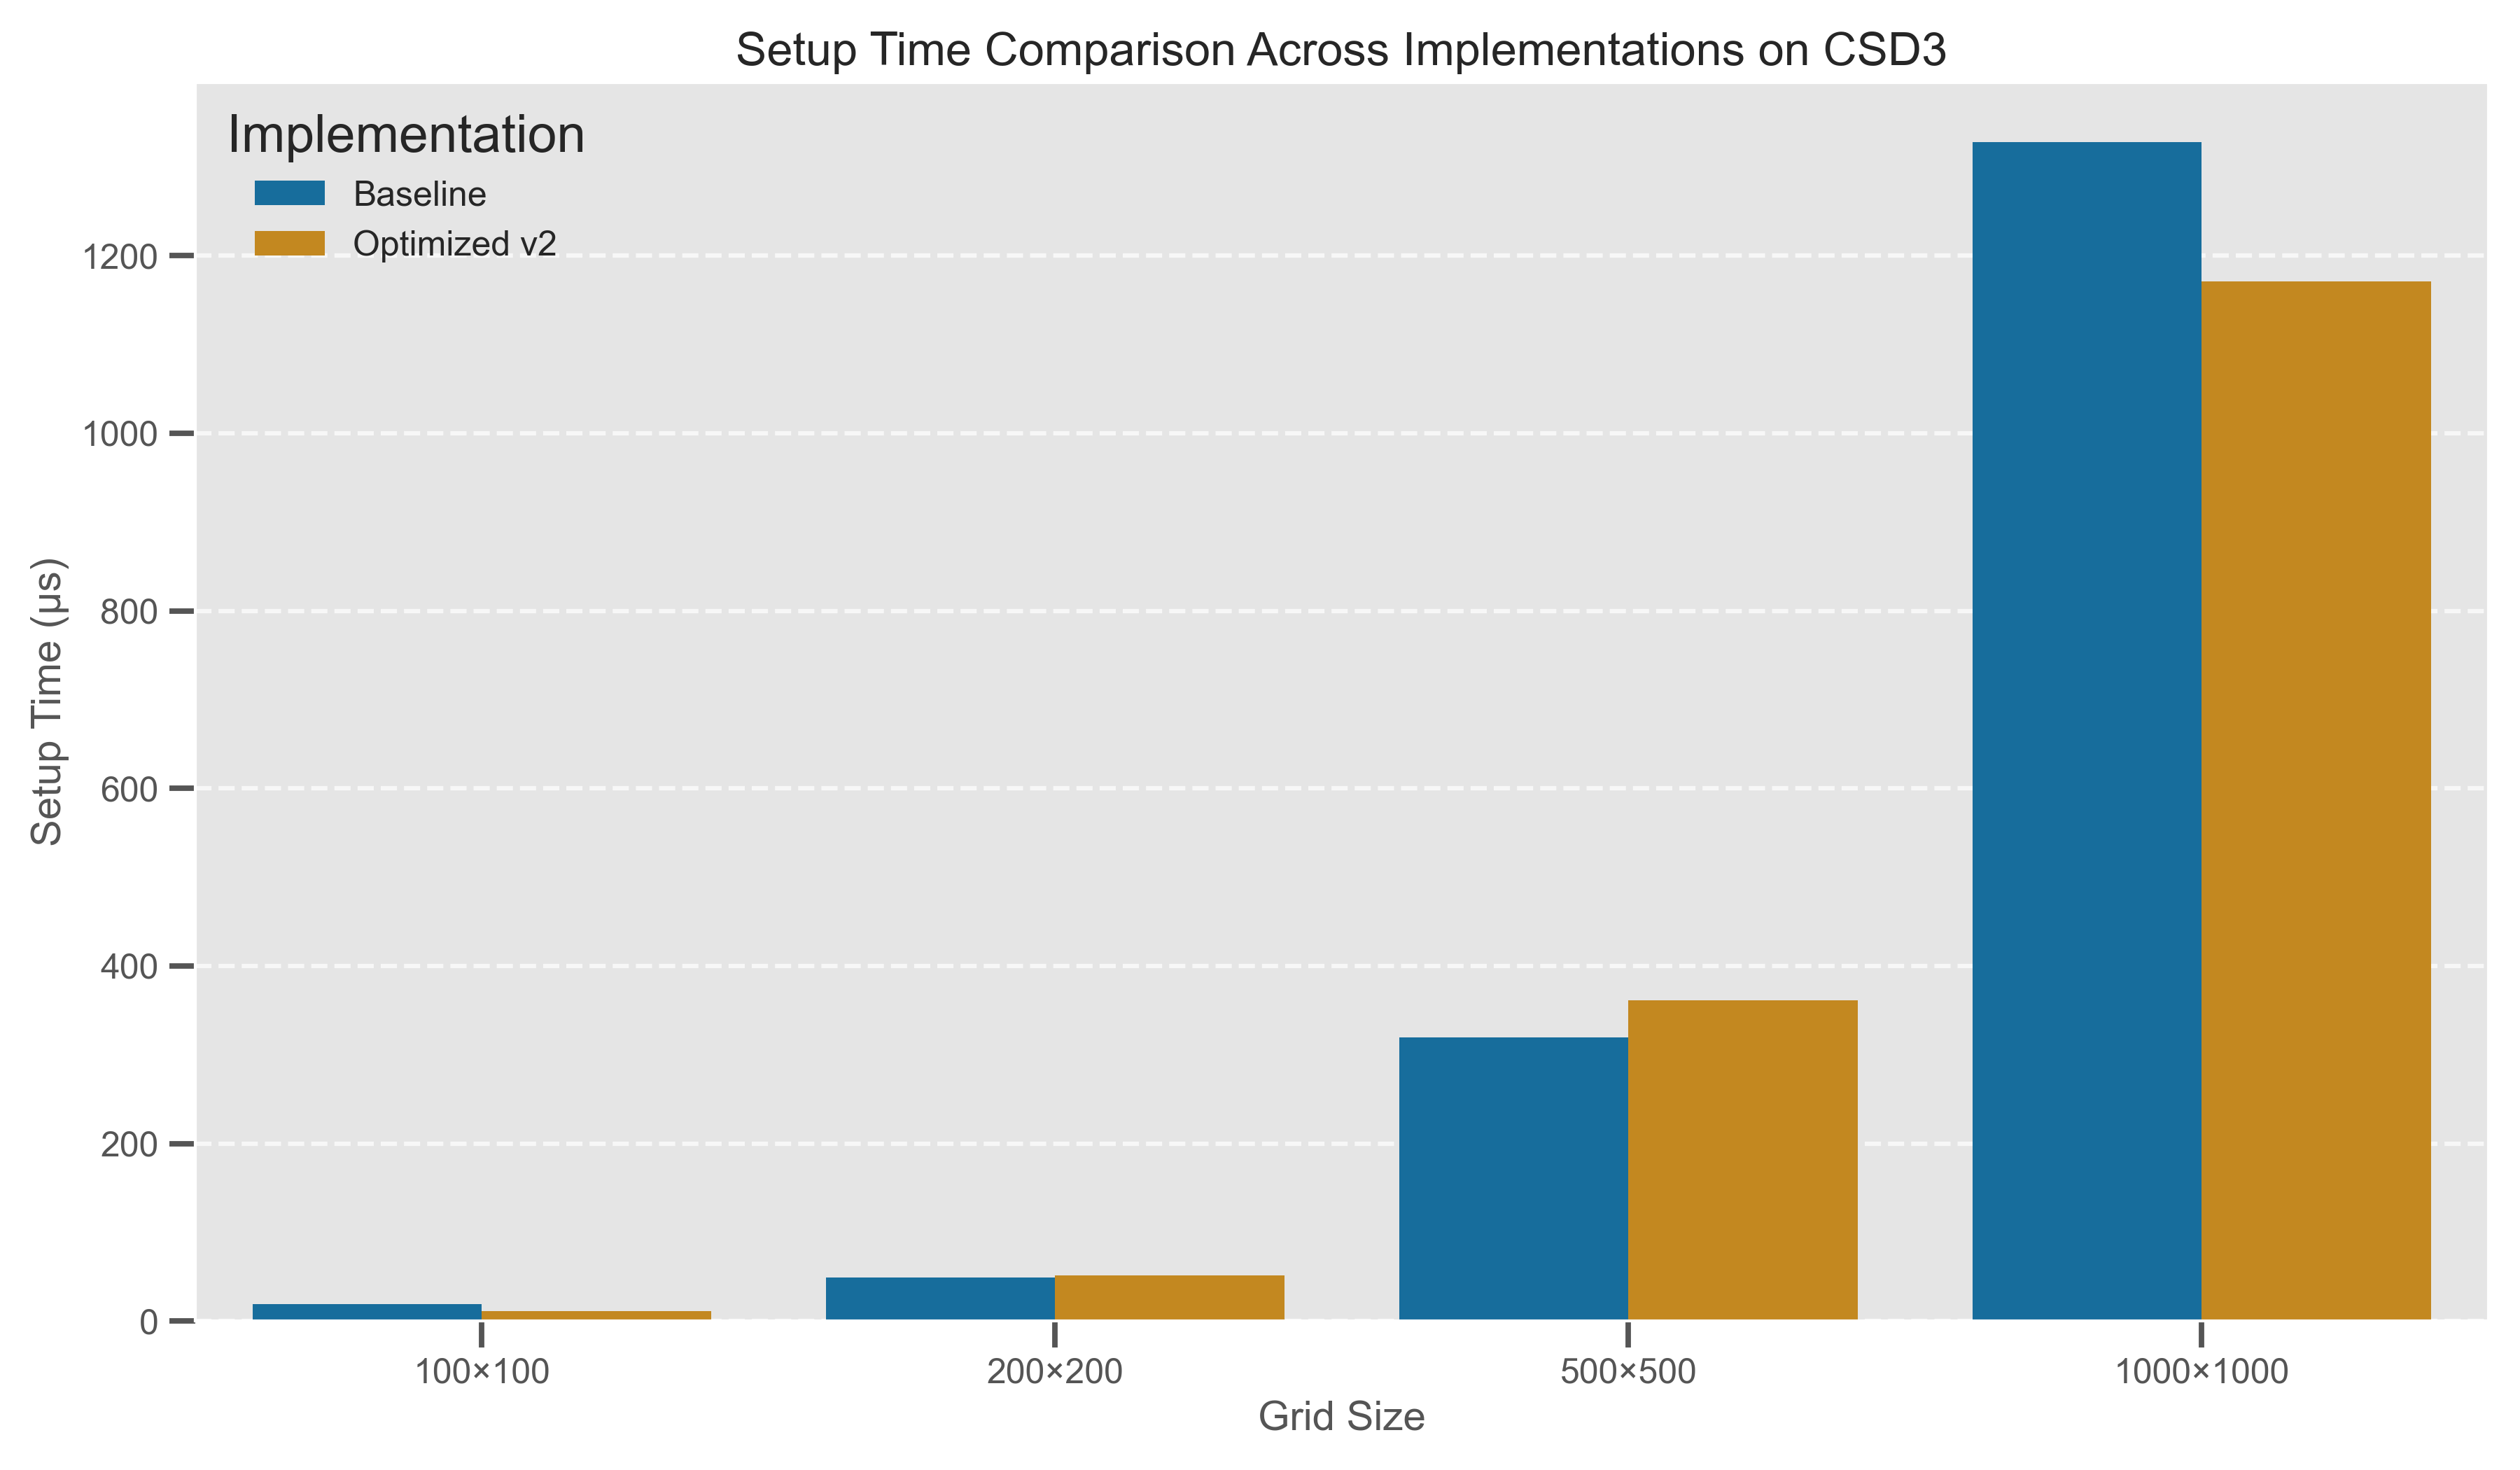 Setup Time Comparison Across Implementations on CSD3
Implementation
Baseline
Optimized v2
1200
1000
800
600
400
200
0
Setup Time (µs)
100×100
200×200
500×500
1000×1000
Grid Size